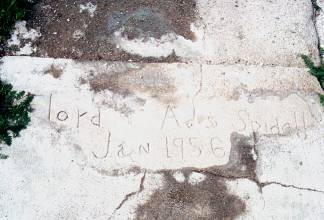 lord + Ada Spidell
Jan 1956